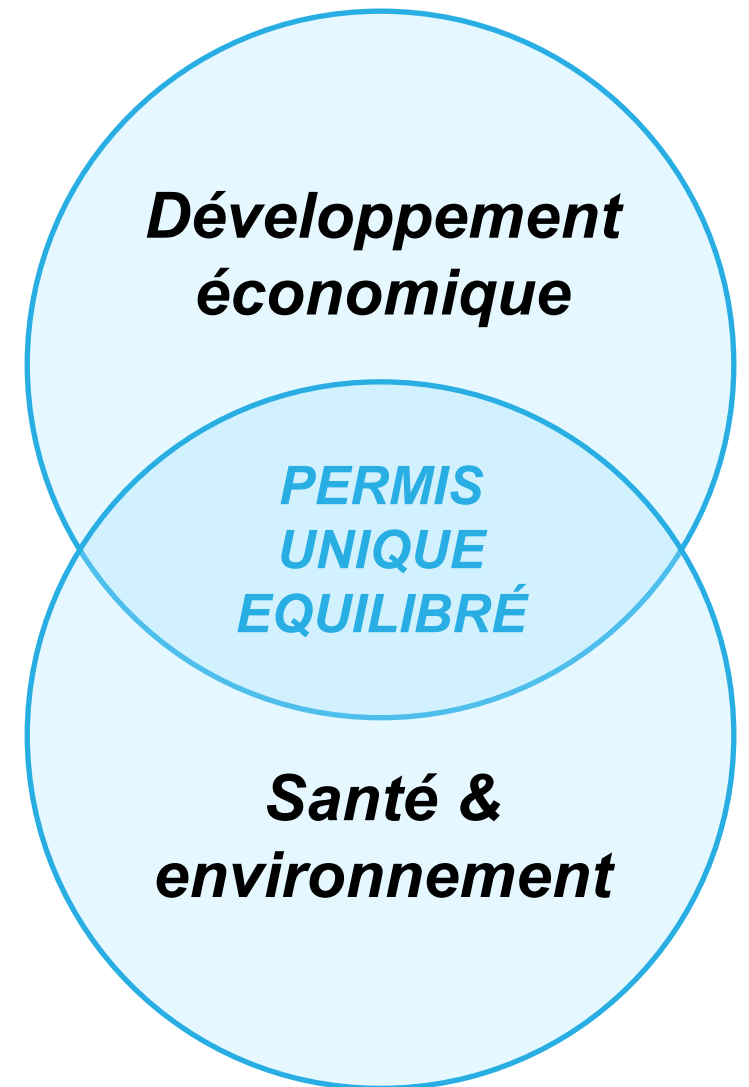 Développement
économique
PERMIS
UNIQUE
EQUILIBRÉ
Santé &
environnement